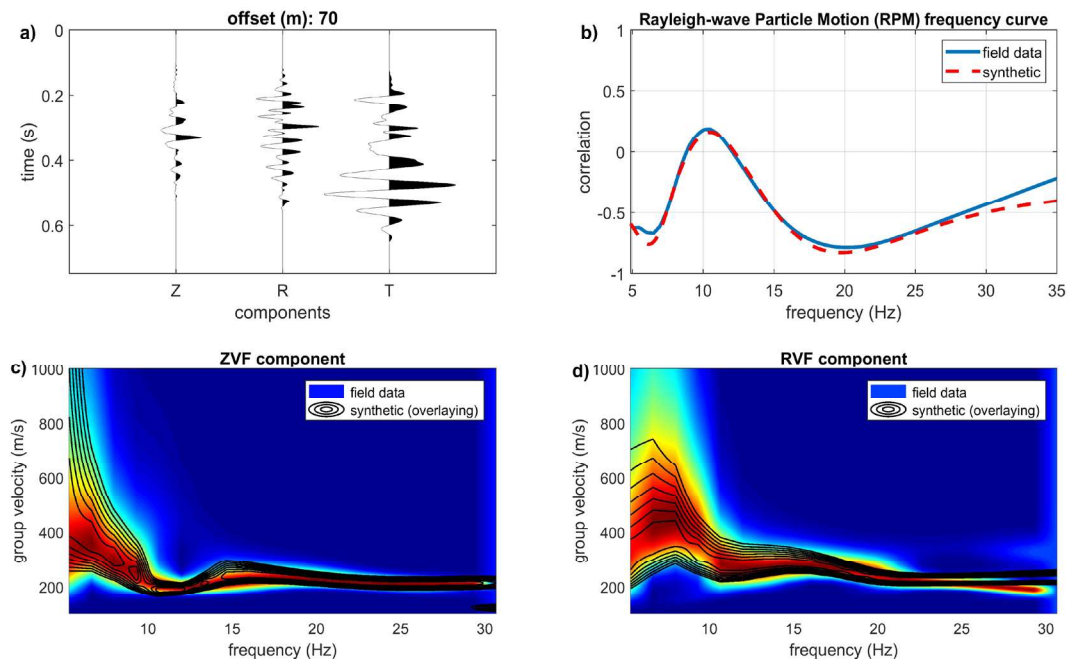 a)
offset (m): 70
0
0.2
0.4
0.6
time (s)
Z R T
components
b)
Rayleigh-wave Particle Motion (RPM) frequency curve
field data
synthetic
1
0.5
0
-0.5
-1
correlation
5 10 15 20 25 30 35
frequency (Hz)
c)
ZVF component
field data
synthetic (overlaying)
1000
800
600
400
200
group velocity (m/s)
10 15 20 25 30
frequency (Hz)
d)
RVF component
field data
synthetic (overlaying)
1000
800
600
400
200
group velocity (m/s)
10 15 20 25 30
frequency (Hz)